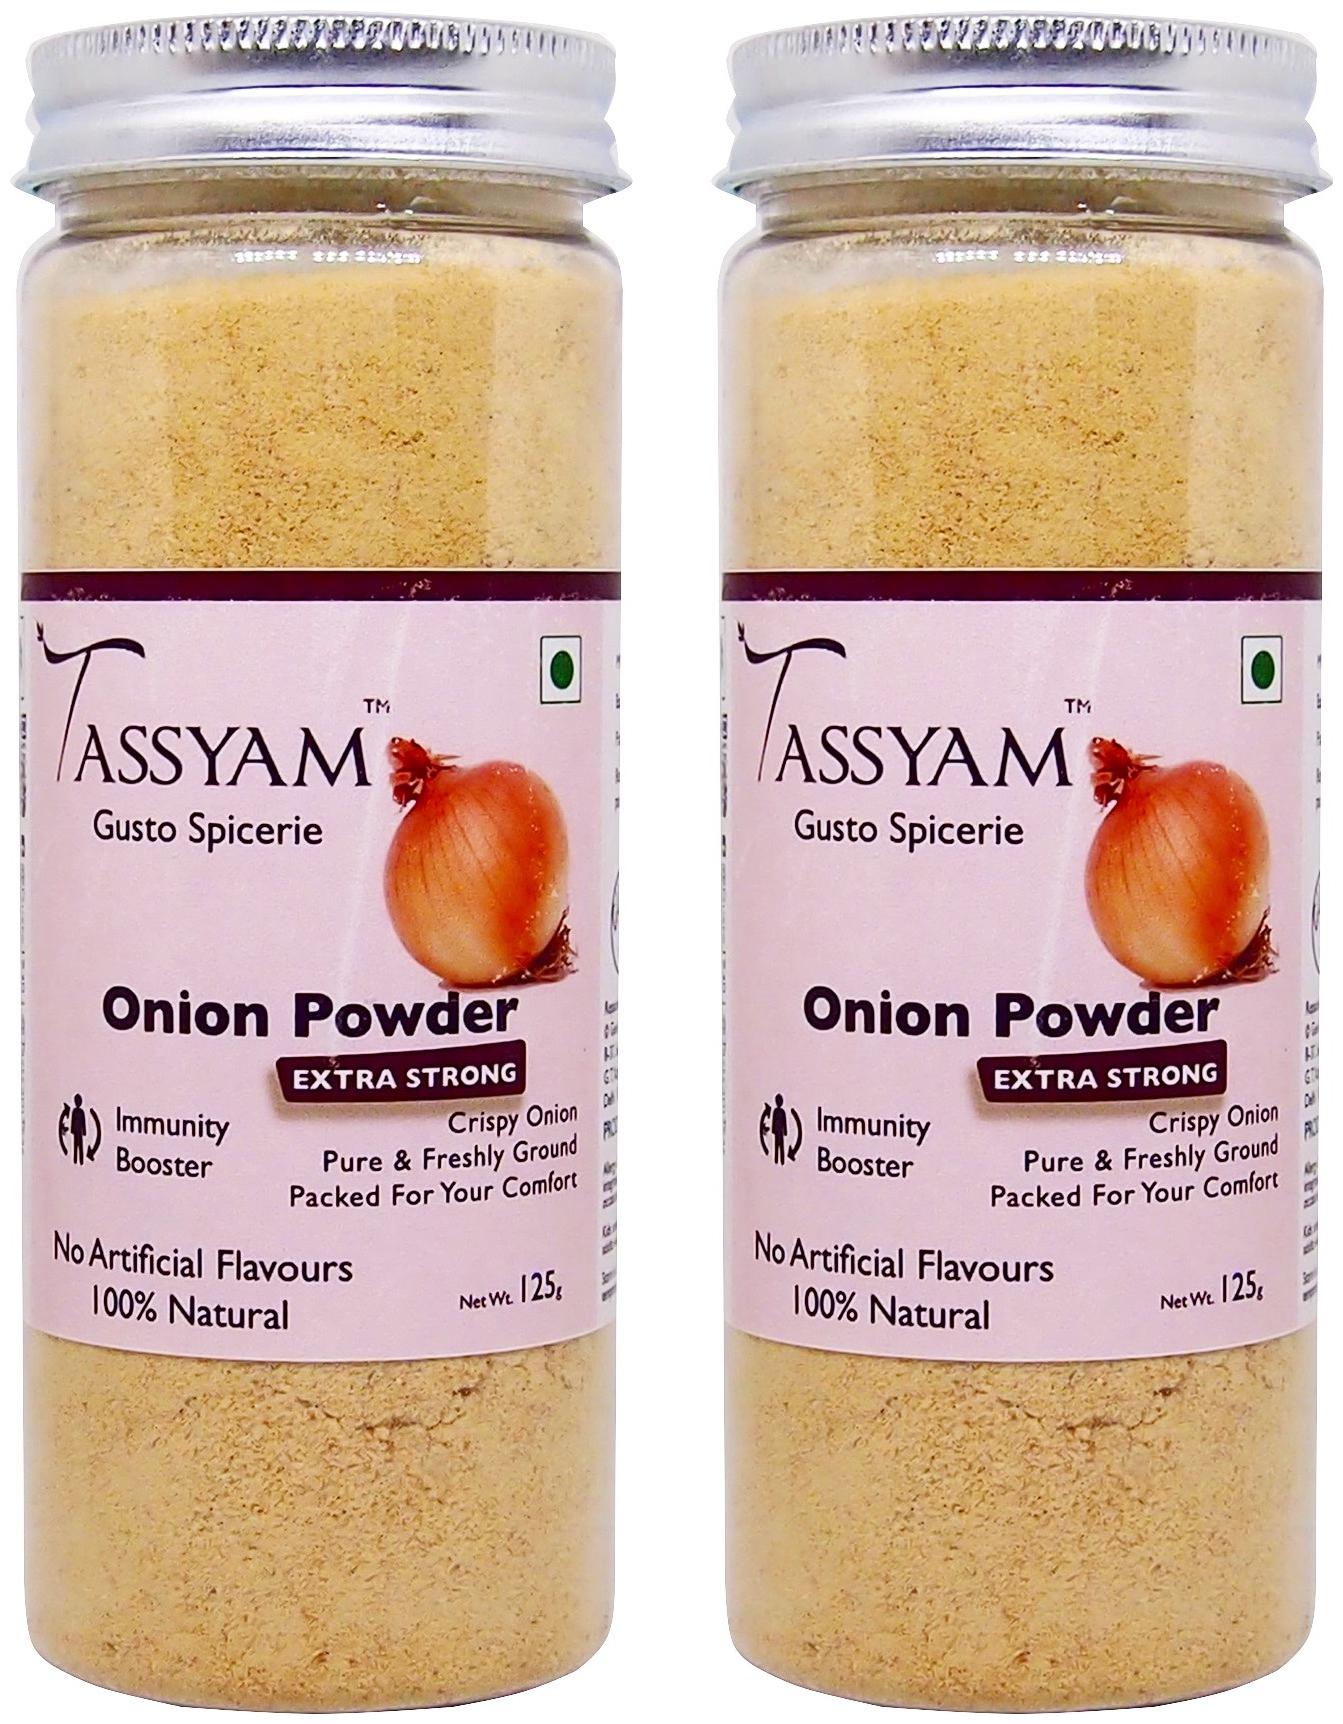 TASSYAM™
Gusto Spicerie
Onion Powder
EXTRA STRONG
Immunity
Booster
Crispy Onion
Pure & Freshly Ground
Packed For Your Comfort
No Artificial Flavours
100% Natural
Net Wt. 125g
TASSYAM™
Gusto Spicerie
Onion Powder
EXTRA STRONG
Immunity
Booster
Crispy Onion
Pure & Freshly Ground
Packed For Your Comfort
No Artificial Flavours
100% Natural
Net Wt. 125g